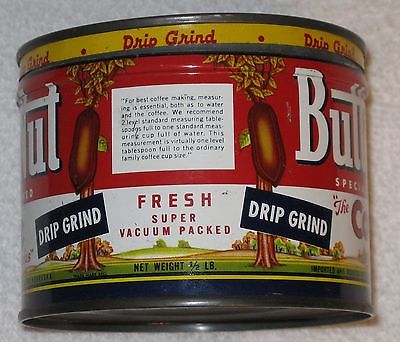 Drip Grind • Drip Grind
"For best coffee making, measur-
ing is essential, both as to water
and the coffee. We recommend
2 level standard measuring table-
spoons full to one standard meas-
uring cup full of water. This
measurement is virtually one level
tablespoon full to the ordinary
family coffee cup size."
ut
Bu
SPEC
"The
C
DRIP GRIND
FRESH
SUPER
VACUUM PACKED
DRIP GRIND
NET WEIGHT ½ LB.
IMPORTED AND